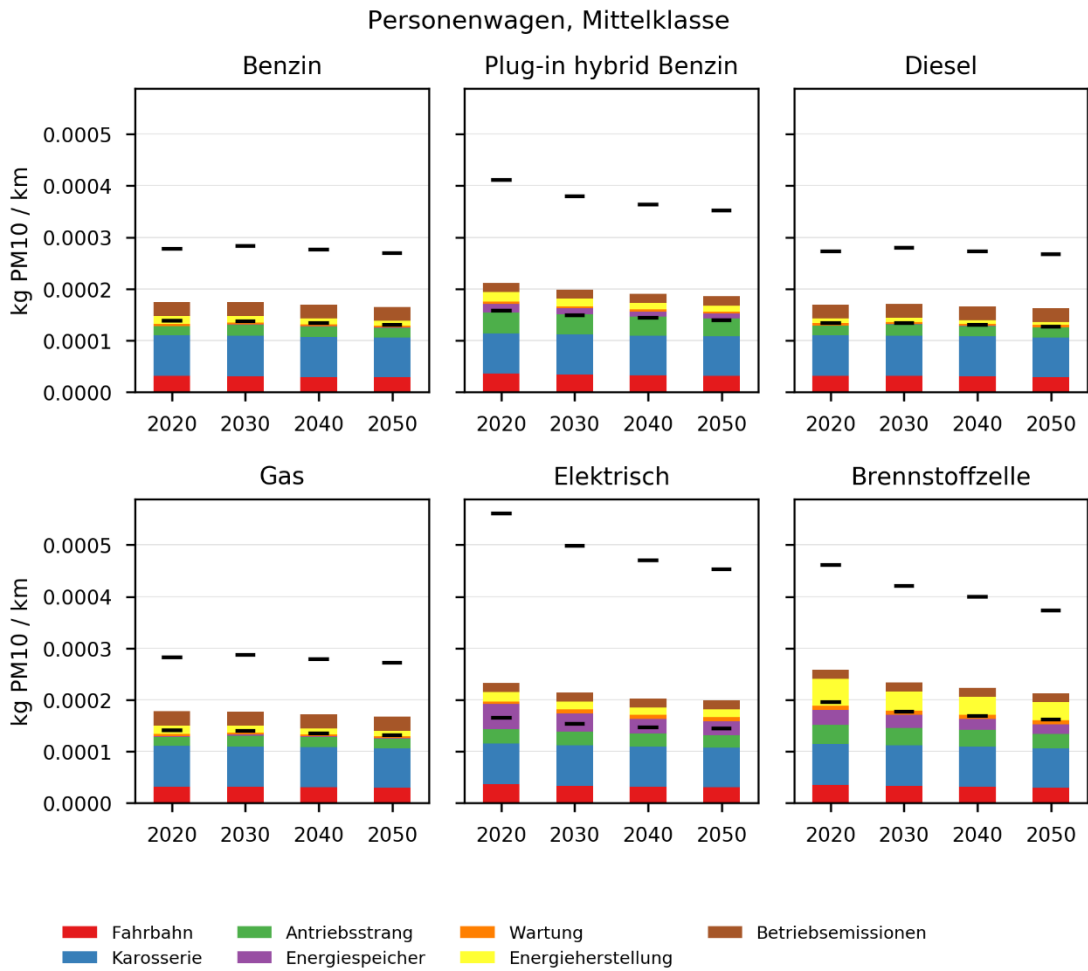 Personenwagen, Mittelklasse
Benzin Plug-in hybrid Benzin Diesel
kg PM10 / km
0.0005
0.0004
0.0003
0.0002
0.0001
0.0000
2020 2030 2040 2050 2020 2030 2040 2050 2020 2030 2040 2050
Gas Elektrisch Brennstoffzelle
kg PM10 / km
0.0005
0.0004
0.0003
0.0002
0.0001
0.0000
2020 2030 2040 2050 2020 2030 2040 2050 2020 2030 2040 2050
Fahrbahn Antriebsstrang Wartung Betriebsemissionen
Karosserie Energiespeicher Energieherstellung